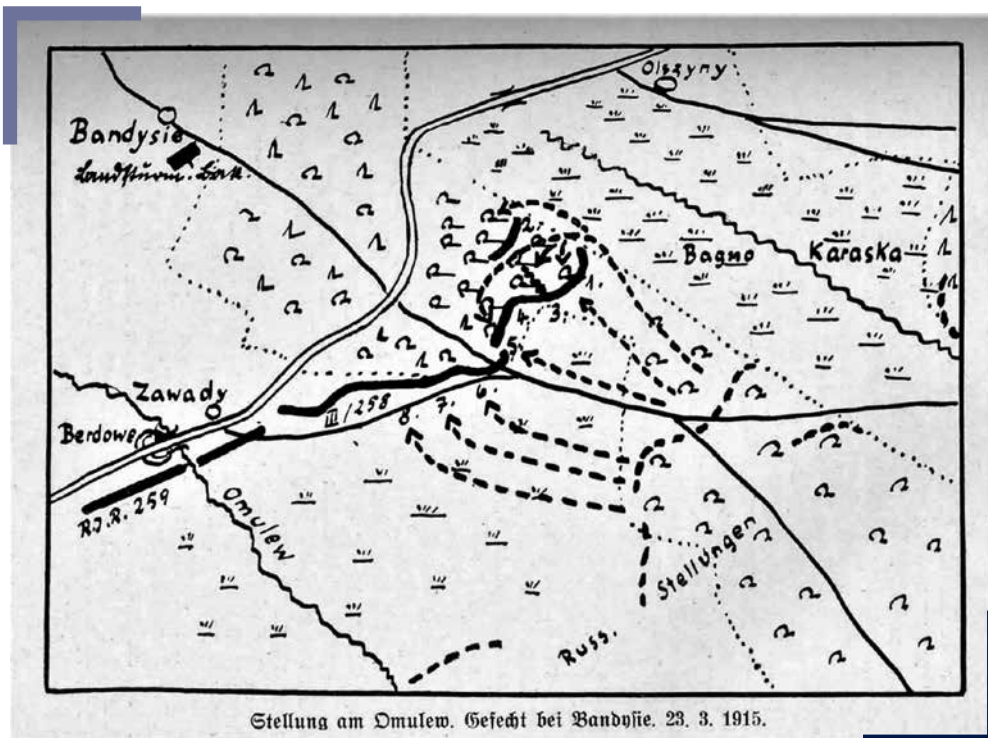 Olszyny
Bandysie
Landsturm. Batl.
2.
Bagno
Karaska
1.
4.
3.
5.
Zawady
III/258
8.
7.
6.
Berdowe
R.J.R. 259
Omulew
Stellungen
Russ.
Stellung am Omulew. Gefecht bei Bandysie. 23. 3. 1915.